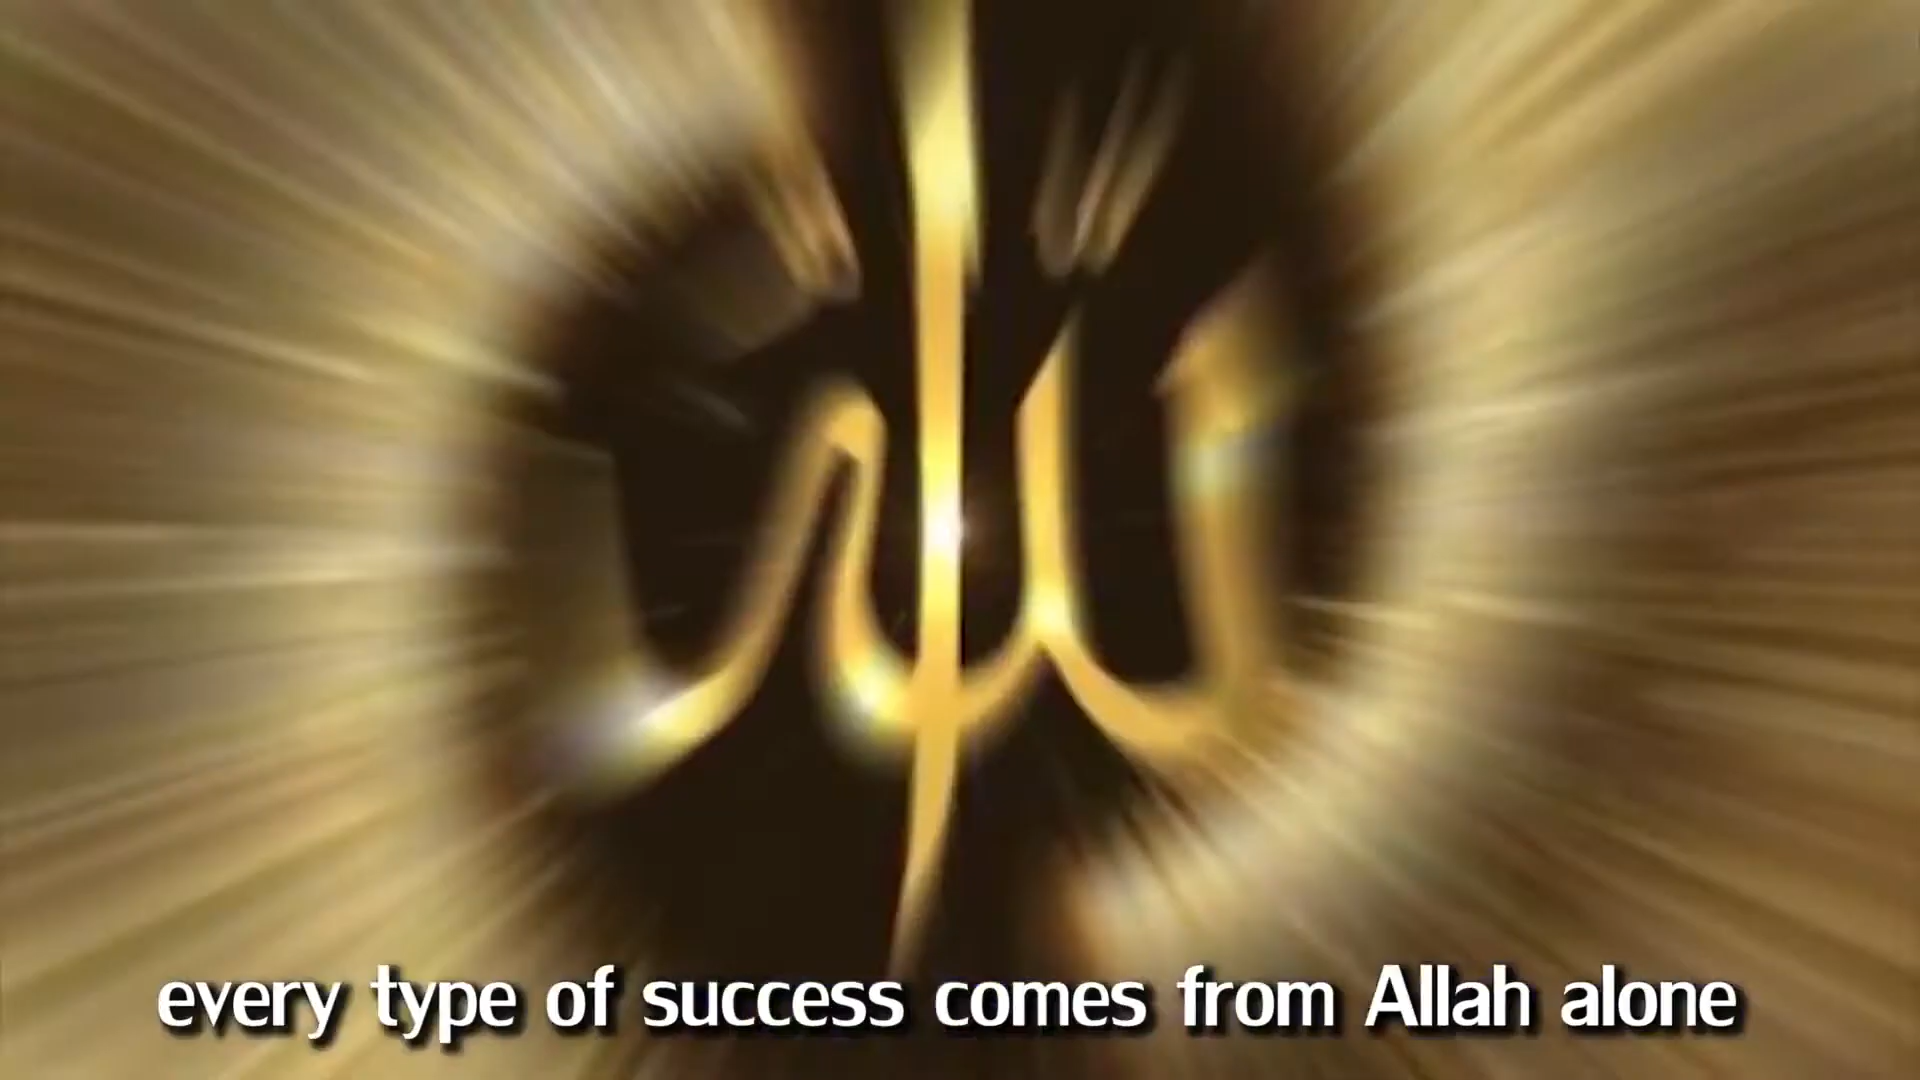 الله
every type of success comes from Allah alone